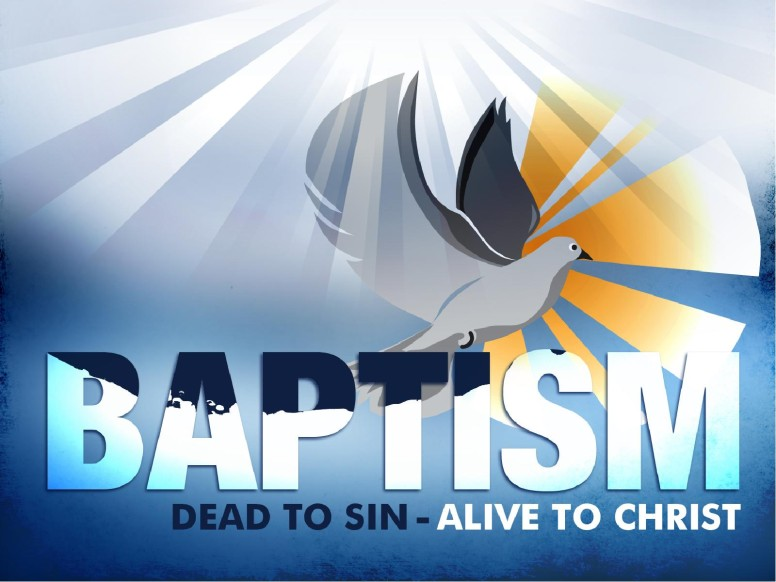 BAPTISM
DEAD TO SIN - ALIVE TO CHRIST